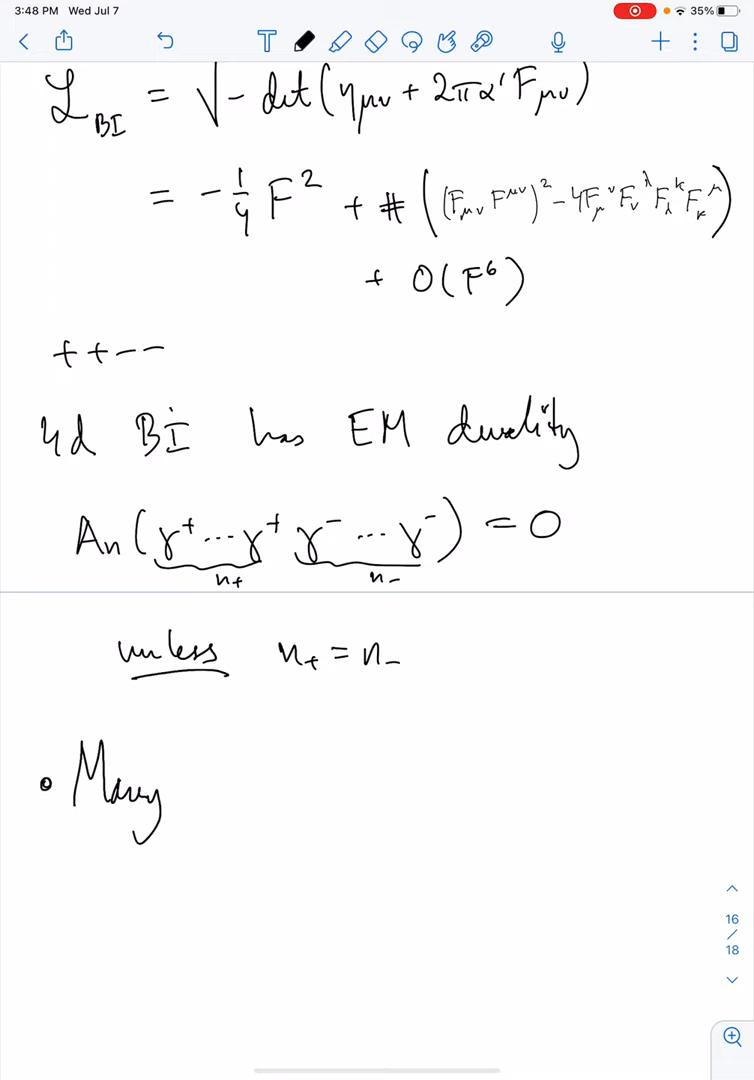 3:48 PM Wed Jul 7 35%
T
ℒ_BI = √- det(η_μν + 2πα' F_μν)
= -1/4 F² + # ((F_μν F^μν)² - 4F_μ^ν F_ν^λ F_λ^κ F_κ^μ)
+ O(F⁶)
++--
4d BI has EM duality
An(γ⁺...γ⁺ γ⁻...γ⁻) = 0
n₊ n₋
unless n₊ = n₋
• Many
16
/
18